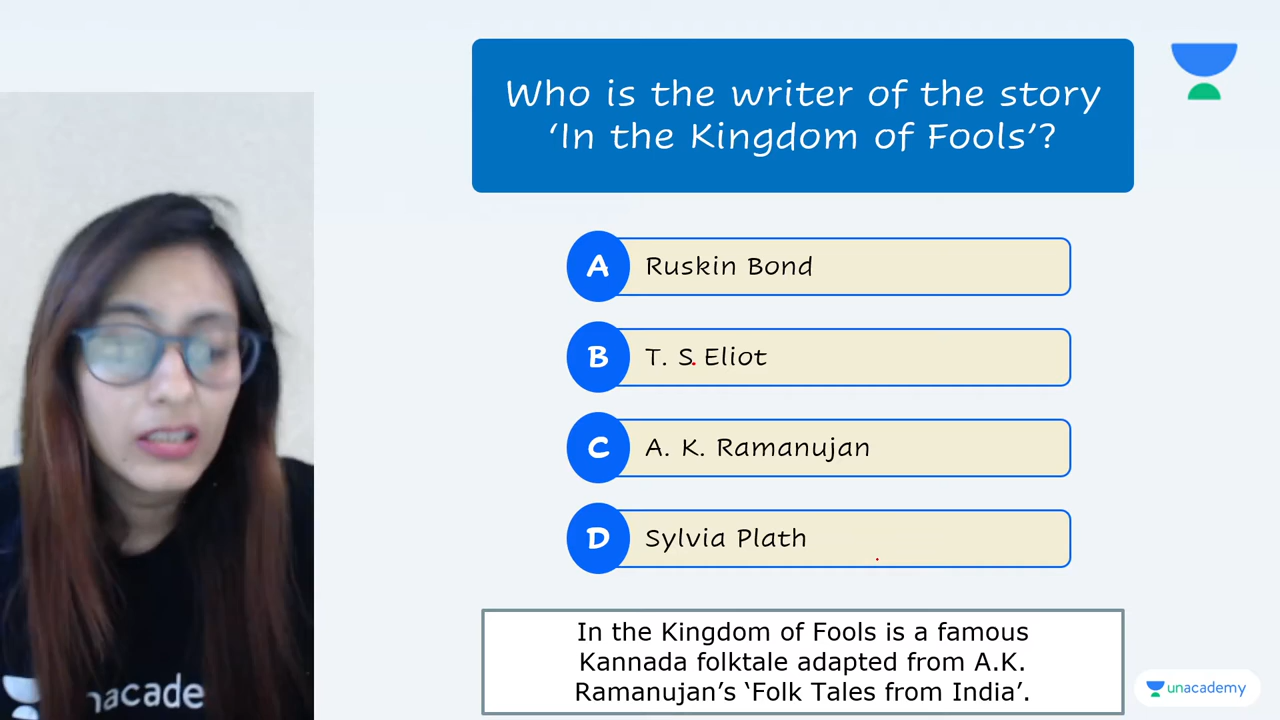 Who is the writer of the story
‘In the Kingdom of Fools’?
A Ruskin Bond
B T. S. Eliot
C A. K. Ramanujan
D Sylvia Plath
In the Kingdom of Fools is a famous
Kannada folktale adapted from A.K.
Ramanujan’s ‘Folk Tales from India’.
unacademy
nacade